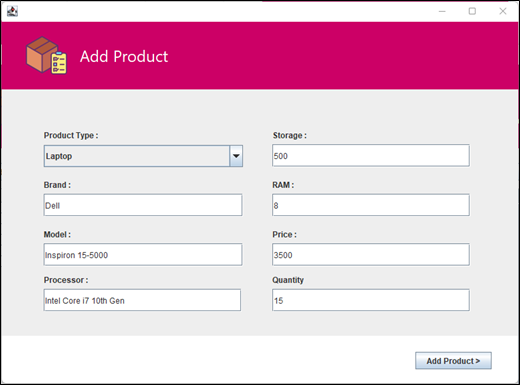 Add Product
Product Type :
Laptop
Brand :
Dell
Model :
Inspiron 15-5000
Processor :
Intel Core i7 10th Gen
Storage :
500
RAM :
8
Price :
3500
Quantity
15
Add Product >